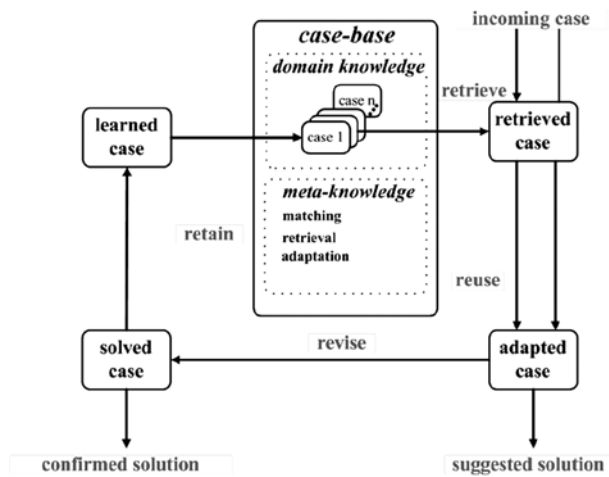 incoming case
case-base
domain knowledge
case n
case 1
retrieve
learned
case
retrieved
case
meta-knowledge
matching
retrieval
adaptation
retain
reuse
solved
case
revise
adapted
case
confirmed solution
suggested solution